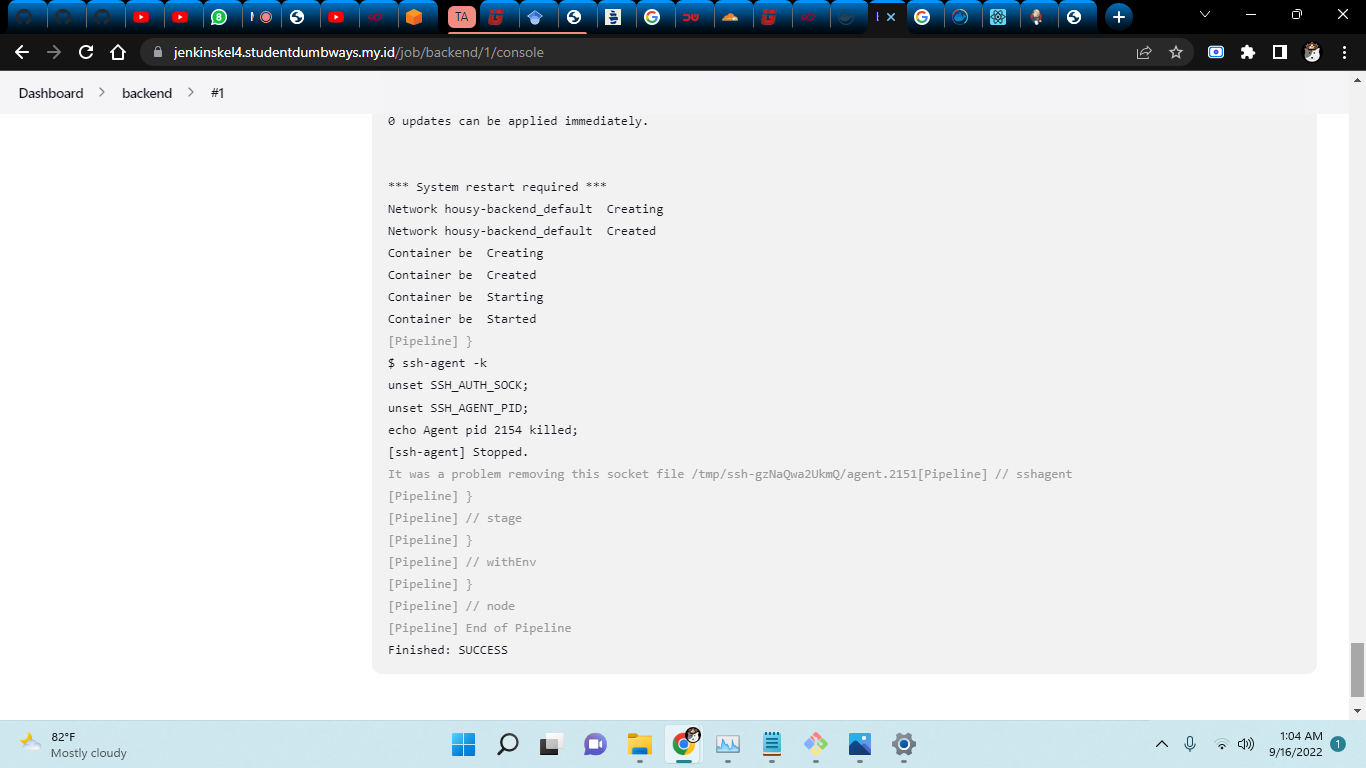 TA
jenkinskel4.studentdumbways.my.id/job/backend/1/console
Dashboard > backend > #1
0 updates can be applied immediately.
*** System restart required ***
Network housy-backend_default  Creating
Network housy-backend_default  Created
Container be  Creating
Container be  Created
Container be  Starting
Container be  Started
[Pipeline] }
$ ssh-agent -k
unset SSH_AUTH_SOCK;
unset SSH_AGENT_PID;
echo Agent pid 2154 killed;
[ssh-agent] Stopped.
It was a problem removing this socket file /tmp/ssh-gzNaQwa2UkmQ/agent.2151[Pipeline] // sshagent
[Pipeline] }
[Pipeline] // stage
[Pipeline] }
[Pipeline] // withEnv
[Pipeline] }
[Pipeline] // node
[Pipeline] End of Pipeline
Finished: SUCCESS
82°F
Mostly cloudy
1:04 AM
9/16/2022
1